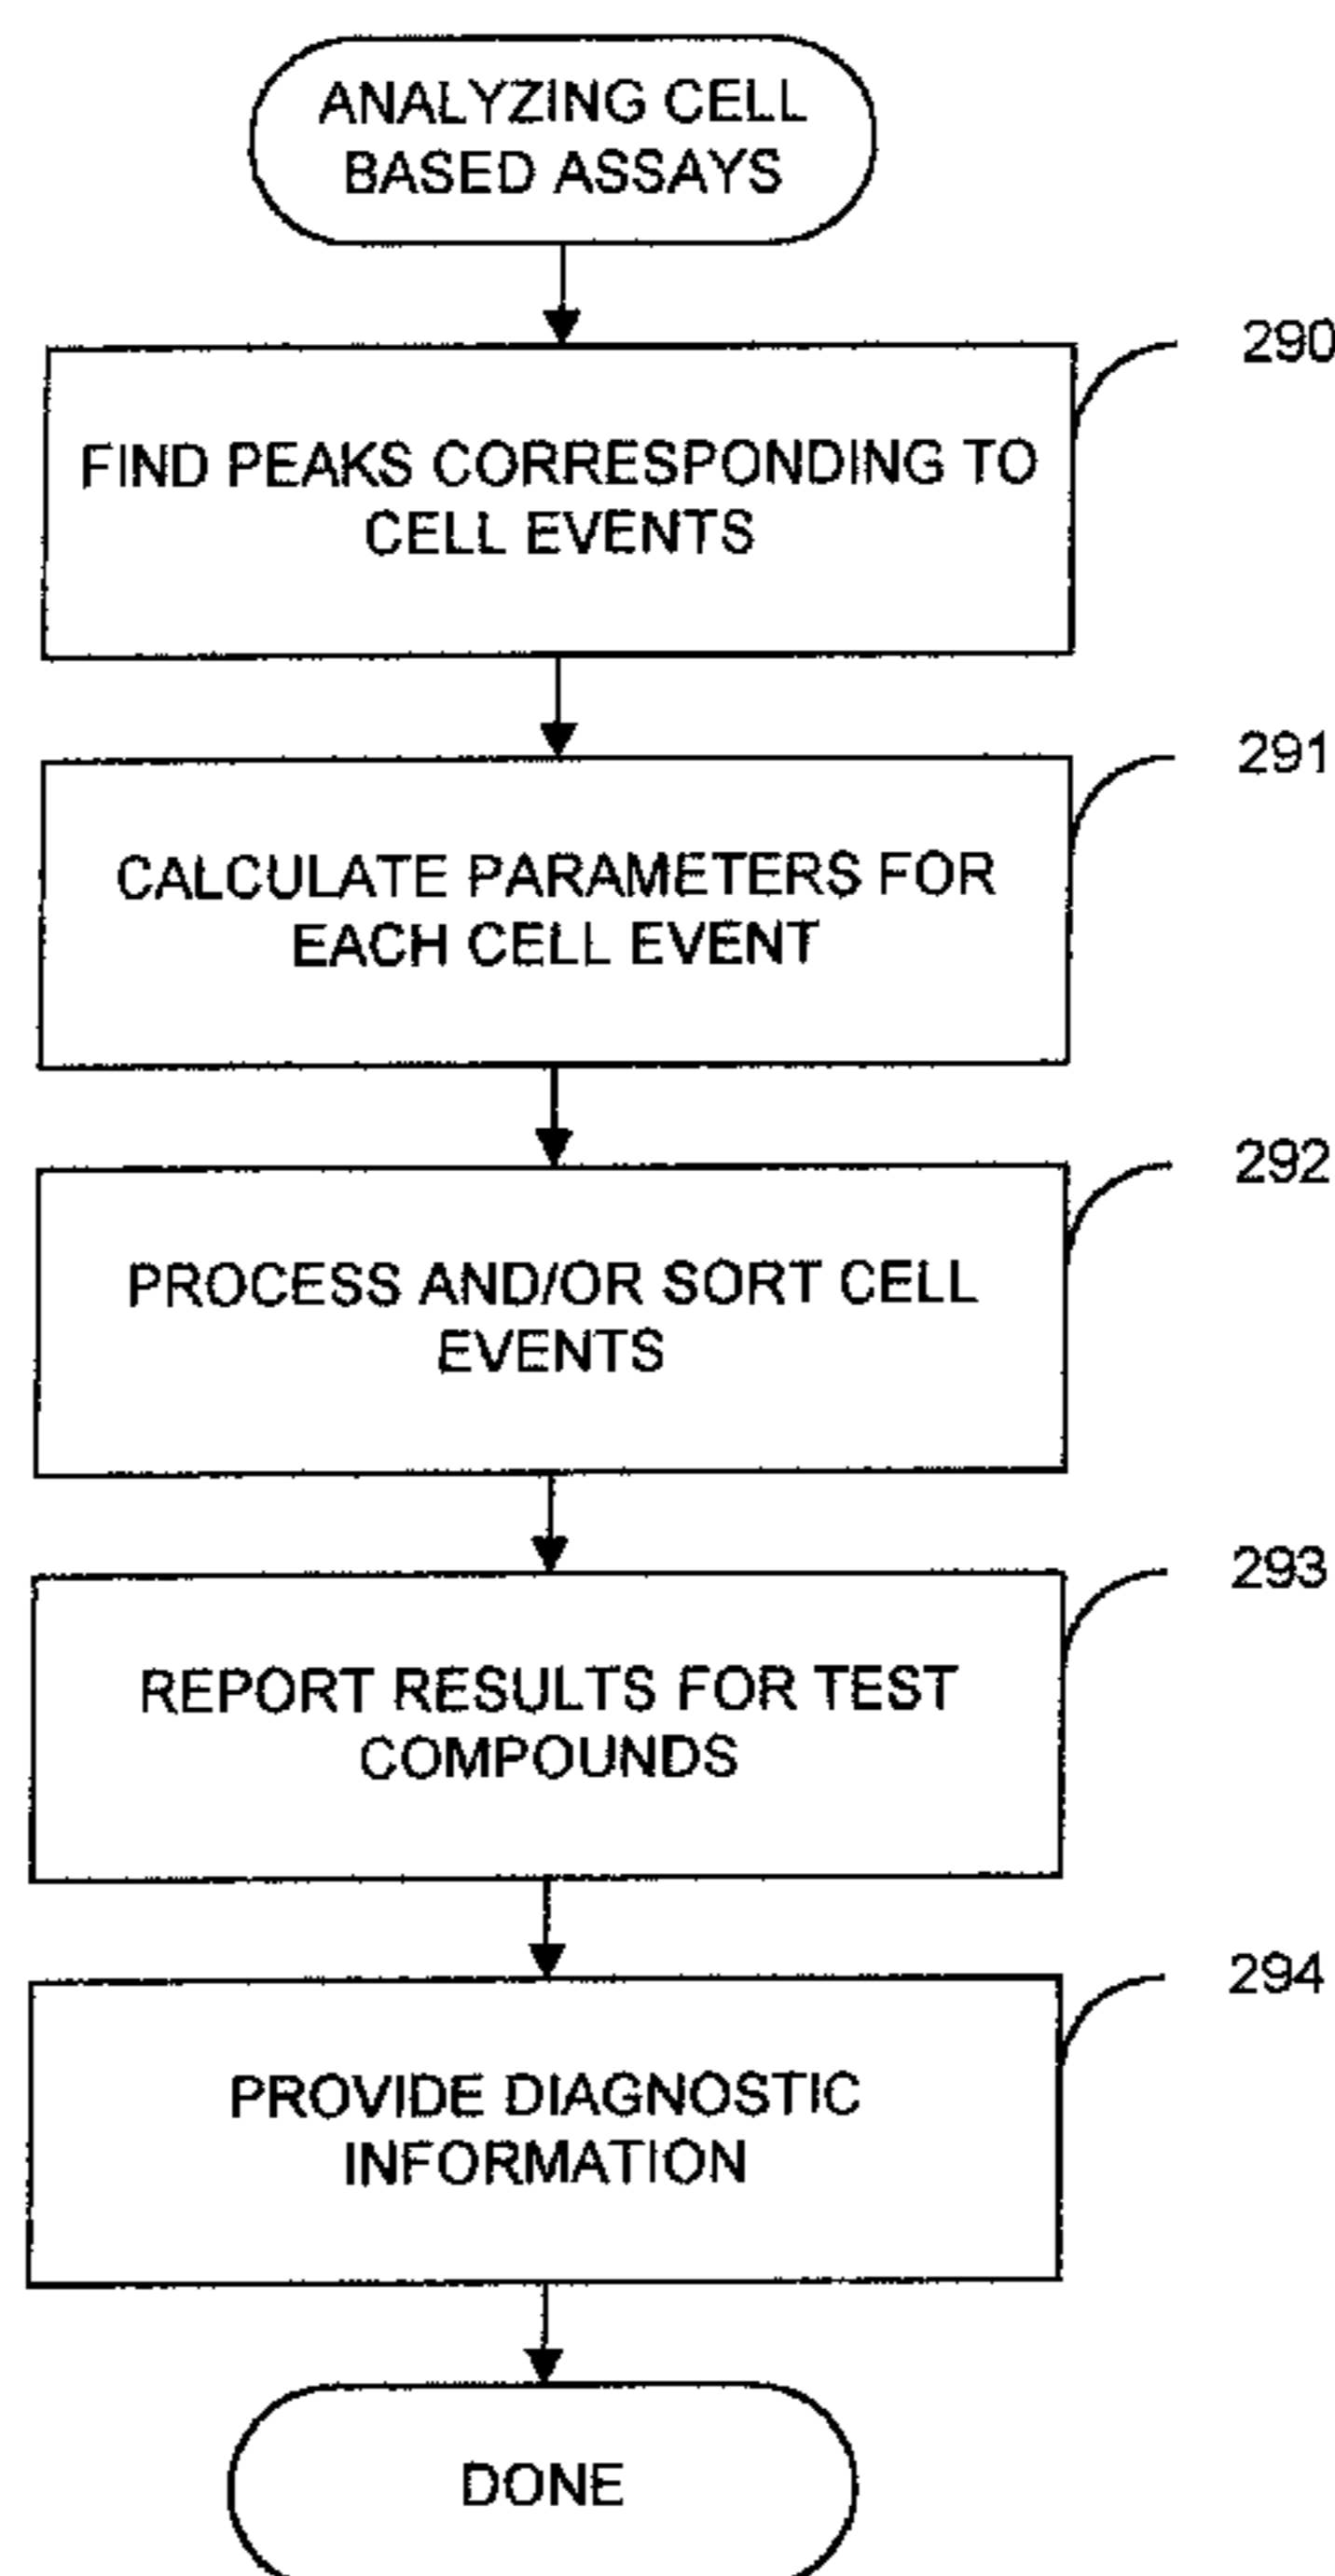 ANALYZING CELL
BASED ASSAYS
290
FIND PEAKS CORRESPONDING TO
CELL EVENTS
291
CALCULATE PARAMETERS FOR
EACH CELL EVENT
292
PROCESS AND/OR SORT CELL
EVENTS
293
REPORT RESULTS FOR TEST
COMPOUNDS
294
PROVIDE DIAGNOSTIC
INFORMATION
DONE